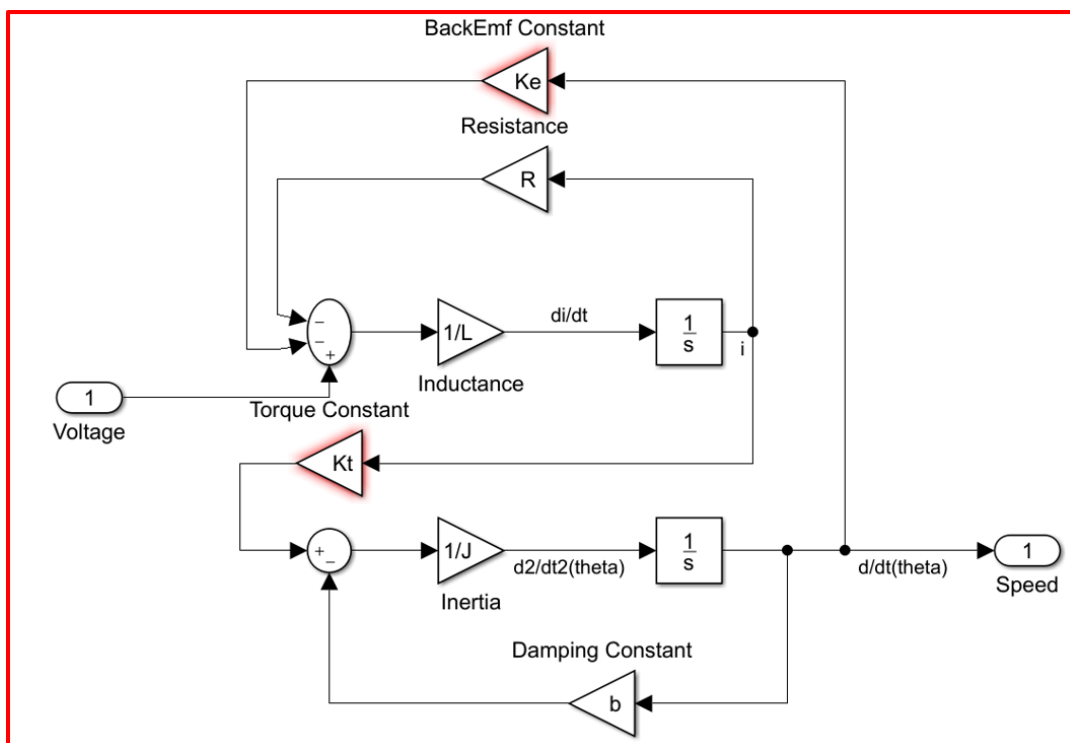 BackEmf Constant
Ke
Resistance
R
−
−
+
1/L
Inductance
di/dt
1
s
i
1
Voltage
Torque Constant
Kt
+
−
1/J
Inertia
d2/dt2(theta)
1
s
d/dt(theta)
1
Speed
Damping Constant
b